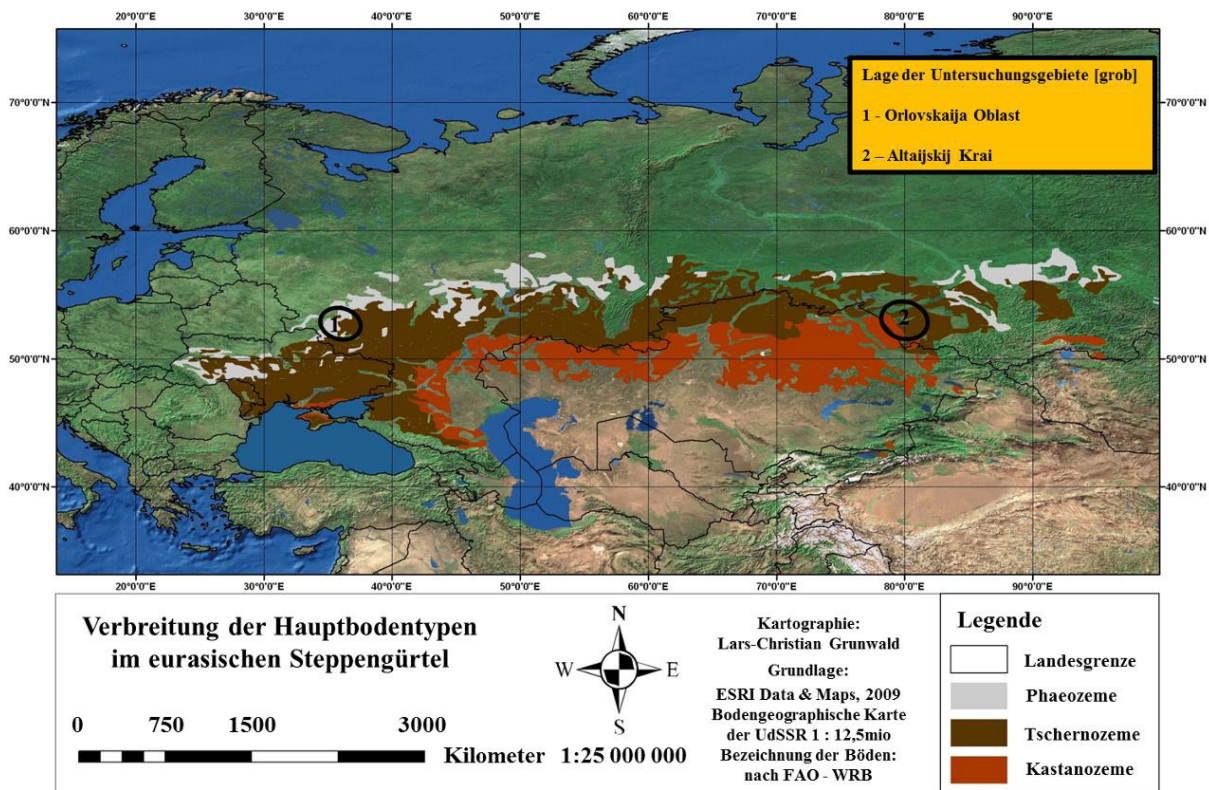 20°0'0"E 30°0'0"E 40°0'0"E 50°0'0"E 60°0'0"E 70°0'0"E 80°0'0"E 90°0'0"E
Lage der Untersuchungsgebiete [grob]
1 - Orlovskaija Oblast
2 – Altaijskij Krai
70°0'0"N 70°0'0"N
60°0'0"N 60°0'0"N
1
2
50°0'0"N 50°0'0"N
40°0'0"N 40°0'0"N
20°0'0"E 30°0'0"E 40°0'0"E 50°0'0"E 60°0'0"E 70°0'0"E 80°0'0"E 90°0'0"E
Verbreitung der Hauptbodentypen
im eurasischen Steppengürtel
0 750 1500 3000
Kilometer 1:25 000 000
N
W E
S
Kartographie:
Lars-Christian Grunwald
Grundlage:
ESRI Data & Maps, 2009
Bodengeographische Karte
der UdSSR 1 : 12,5mio
Bezeichnung der Böden:
nach FAO - WRB
Legende
Landesgrenze
Phaeozeme
Tschernozeme
Kastanozeme